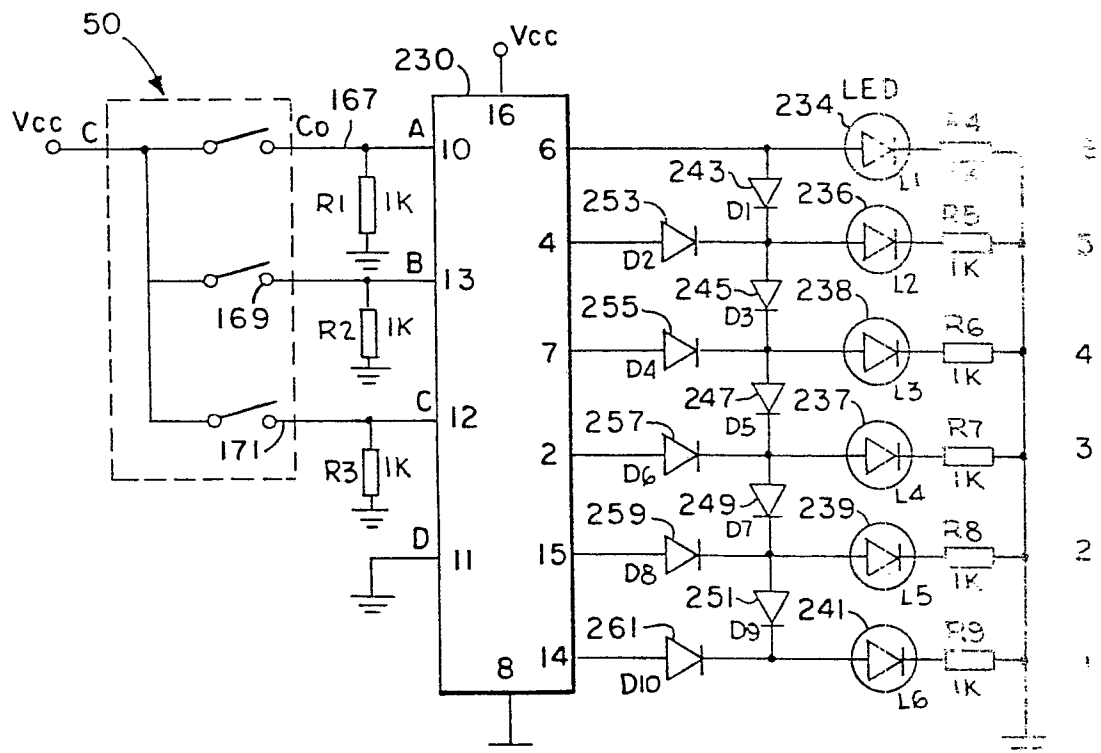 50
230
Vcc
Vcc
C
Co
167
A
10
16
6
234
LED
L1
R1
1K
243
D1
253
236
R5
4
D2
L2
1K
B
13
169
R2
1K
255
245
238
R6
7
D4
D3
L3
1K
4
C
12
171
R3
1K
257
247
237
R7
2
D6
D5
L4
1K
3
D
11
259
249
239
R8
15
D8
D7
L5
1K
2
261
251
241
R9
14
D10
D9
L6
1K
8